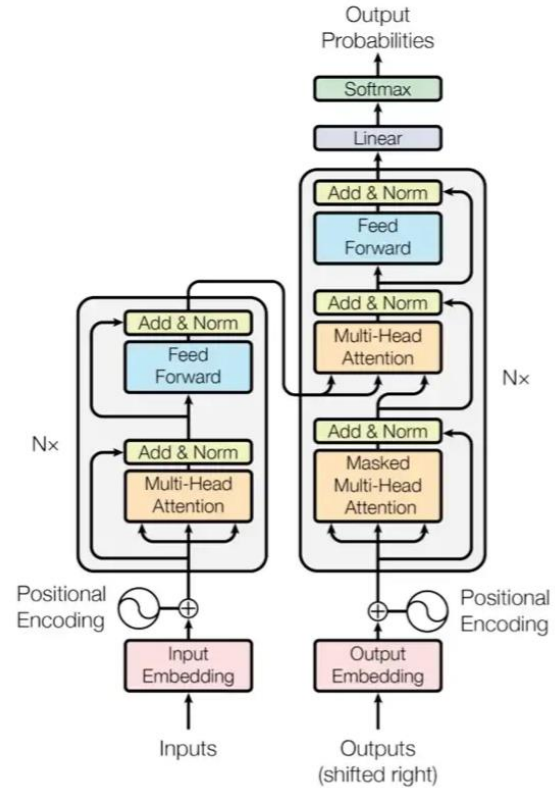 Output
Probabilities
Softmax
Linear
Add & Norm
Feed
Forward
Add & Norm
Multi-Head
Attention
Add & Norm
Masked
Multi-Head
Attention
N×
Add & Norm
Feed
Forward
Add & Norm
Multi-Head
Attention
N×
Positional
Encoding
Positional
Encoding
Input
Embedding
Output
Embedding
Inputs
Outputs
(shifted right)